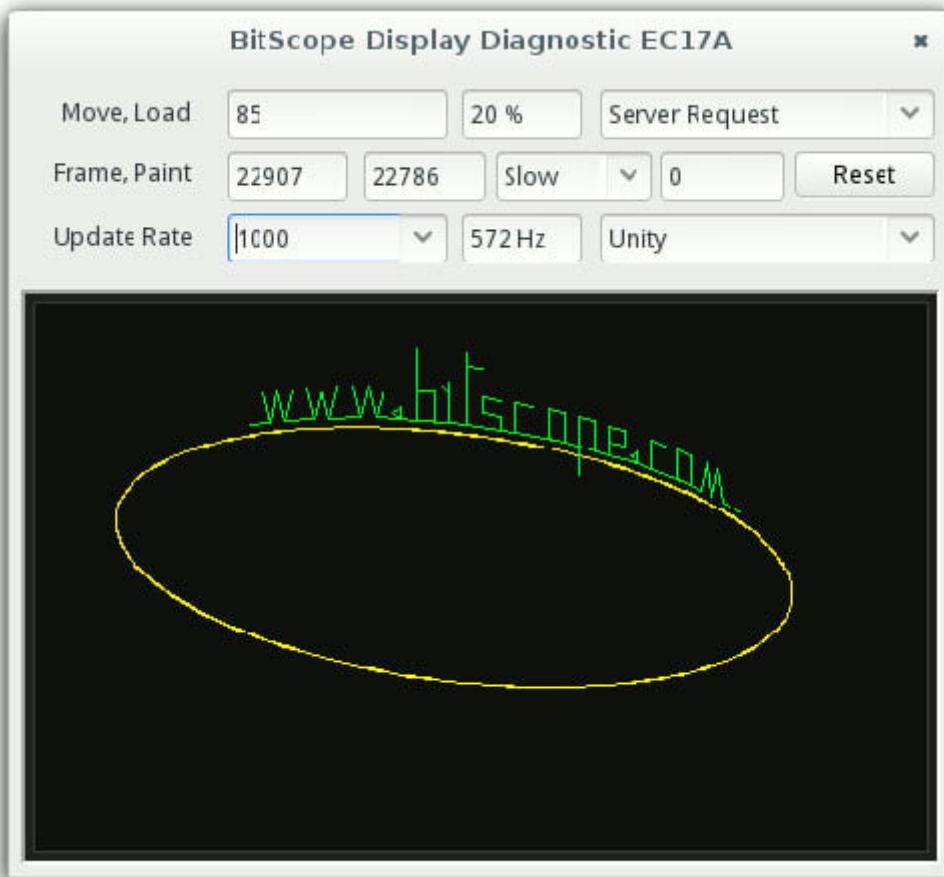 BitScope Display Diagnostic EC17A
Move, Load 85 20 % Server Request
Frame, Paint 22907 22786 Slow 0 Reset
Update Rate 1000 572 Hz Unity
www.bitscope.com